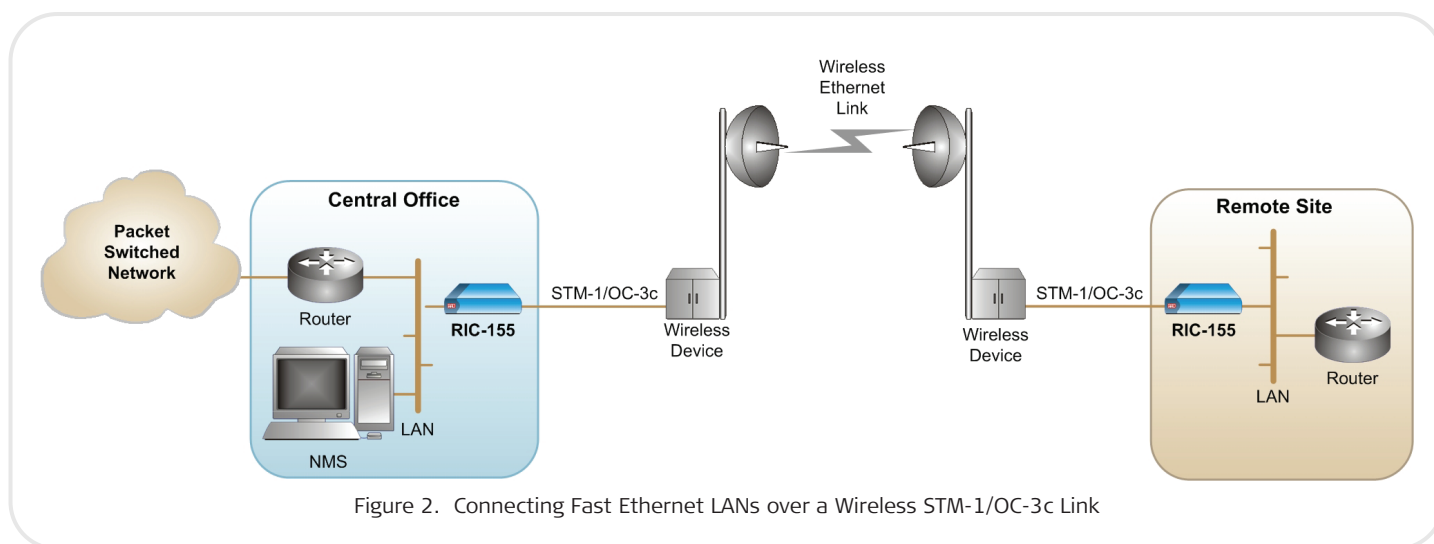 Wireless
Ethernet
Link
Packet
Switched
Network
Central Office
Router
RIC-155
NMS
LAN
STM-1/OC-3c
Wireless
Device
Wireless
Device
STM-1/OC-3c
Remote Site
RIC-155
LAN
Router
Figure 2. Connecting Fast Ethernet LANs over a Wireless STM-1/OC-3c Link